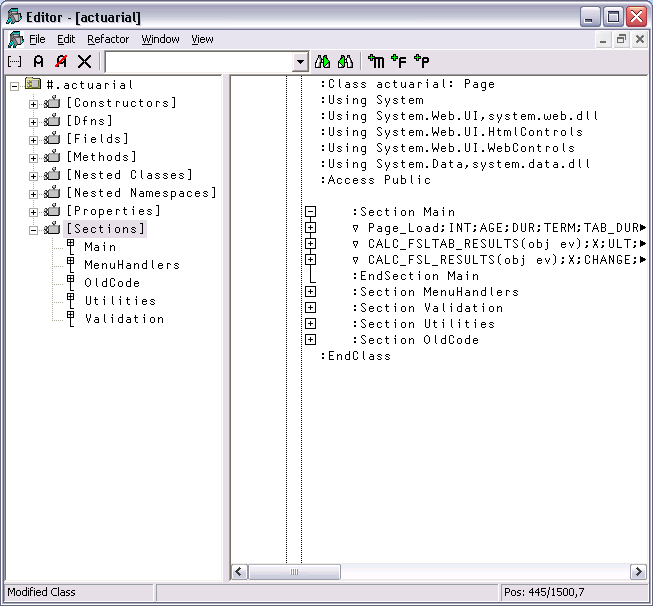 Editor - [actuarial]
File Edit Refactor Window View
A A *M *F *P
#.actuarial
[Constructors]
[Dfns]
[Fields]
[Methods]
[Nested Classes]
[Nested Namespaces]
[Properties]
[Sections]
Main
MenuHandlers
OldCode
Utilities
Validation
:Class actuarial: Page
:Using System
:Using System.Web.UI,system.web.dll
:Using System.Web.UI.HtmlControls
:Using System.Web.UI.WebControls
:Using System.Data,system.data.dll
:Access Public
:Section Main
∇ Page_Load;INT;AGE;DUR;TERM;TAB_DUR
∇ CALC_FSLTAB_RESULTS(obj ev);X;ULT;
∇ CALC_FSL_RESULTS(obj ev);X;CHANGE;
:EndSection Main
:Section MenuHandlers
:Section Validation
:Section Utilities
:Section OldCode
:EndClass
Modified Class
Pos: 445/1500,7